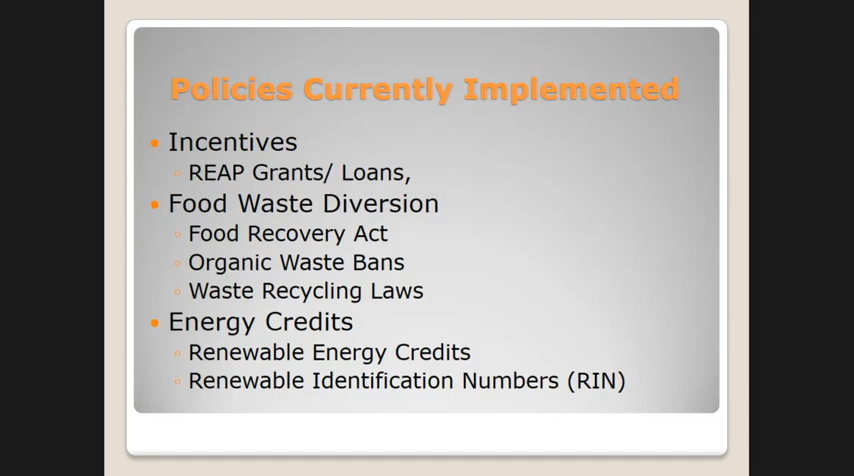 Policies Currently Implemented
• Incentives
◦ REAP Grants/ Loans,
• Food Waste Diversion
◦ Food Recovery Act
◦ Organic Waste Bans
◦ Waste Recycling Laws
• Energy Credits
◦ Renewable Energy Credits
◦ Renewable Identification Numbers (RIN)